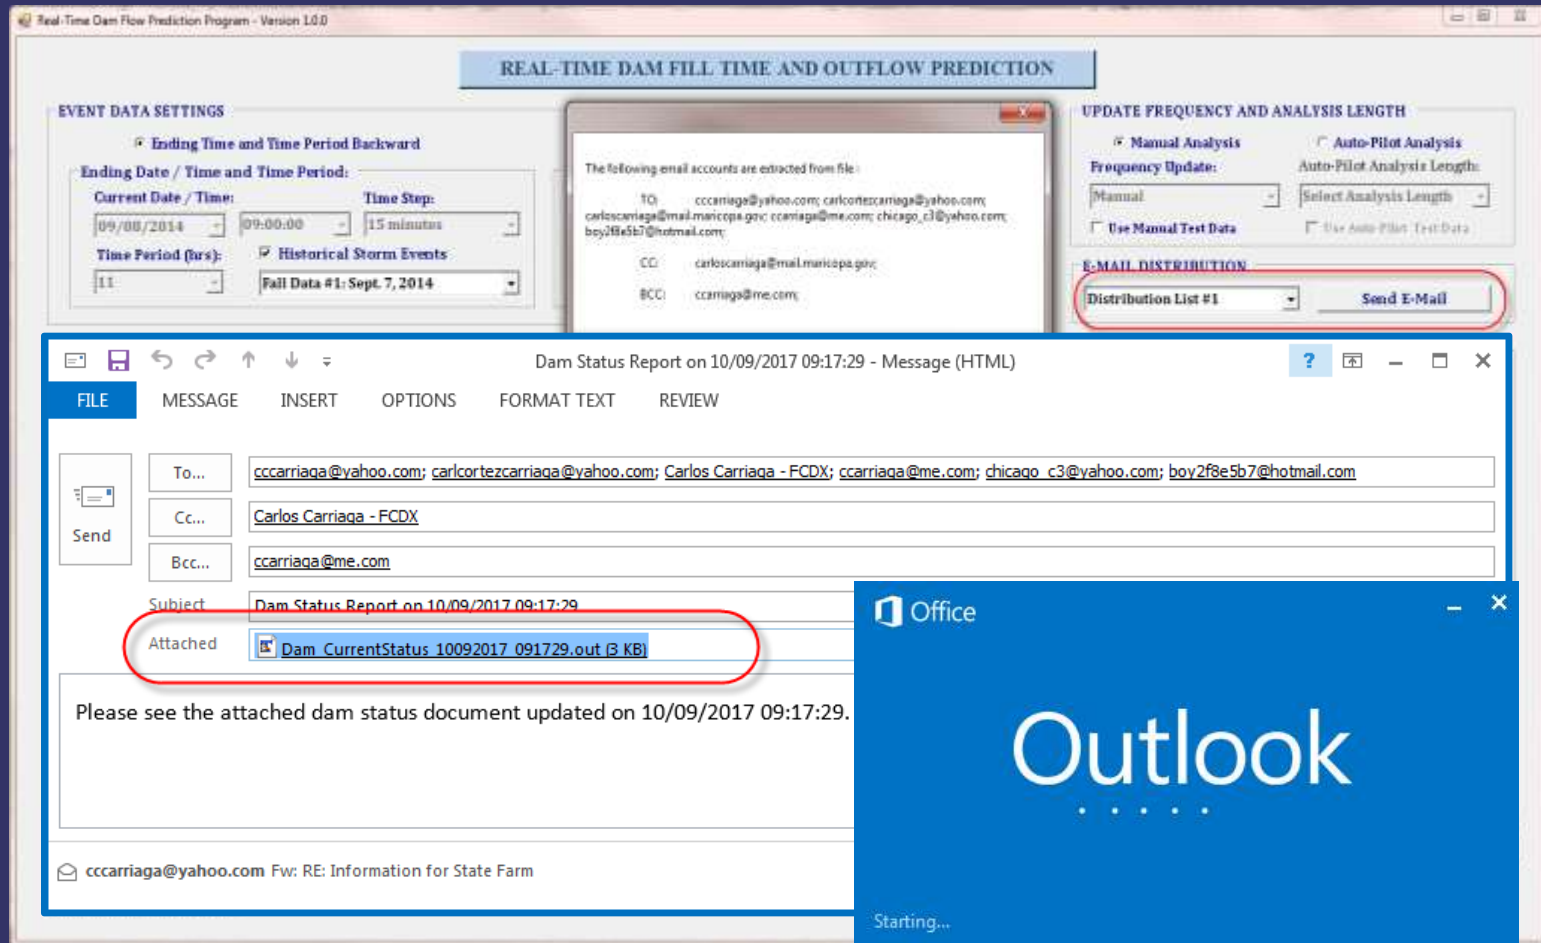 Real-Time Dam Flow Prediction Program - Version 1.0.0
REAL-TIME DAM FILL TIME AND OUTFLOW PREDICTION
EVENT DATA SETTINGS
Ending Time and Time Period Backward
Ending Date / Time and Time Period:
Current Date / Time:
Time Step:
09/08/2014
09:00:00
15 minutes
Time Period (hrs):
Historical Storm Events
11
Fall Data #1: Sept. 7, 2014
The following email accounts are extracted from file :
TO: cccarriaga@yahoo.com; carlcortezcarriaga@yahoo.com;
carloscarriaga@mail.maricopa.gov; ccarriaga@me.com; chicago_c3@yahoo.com;
boy2f8e5b7@hotmail.com;
CC: carloscarriaga@mail.maricopa.gov;
BCC: ccarriaga@me.com;
UPDATE FREQUENCY AND ANALYSIS LENGTH
Manual Analysis
Auto-Pilot Analysis
Frequency Update:
Auto-Pilot Analysis Length:
Manual
Select Analysis Length
Use Manual Test Data
Use Auto-Pilot Test Data
E-MAIL DISTRIBUTION
Distribution List #1
Send E-Mail
Dam Status Report on 10/09/2017 09:17:29 - Message (HTML)
?
FILE MESSAGE INSERT OPTIONS FORMAT TEXT REVIEW
Send
To... cccarriaga@yahoo.com; carlcortezcarriaga@yahoo.com; Carlos Carriaga - FCDX; ccarriaga@me.com; chicago_c3@yahoo.com; boy2f8e5b7@hotmail.com
Cc... Carlos Carriaga - FCDX
Bcc... ccarriaga@me.com
Subject Dam Status Report on 10/09/2017 09:17:29
Attached Dam_CurrentStatus_10092017_091729.out (3 KB)
Please see the attached dam status document updated on 10/09/2017 09:17:29.
cccarriaga@yahoo.com Fw: RE: Information for State Farm
Office
Outlook
Starting...